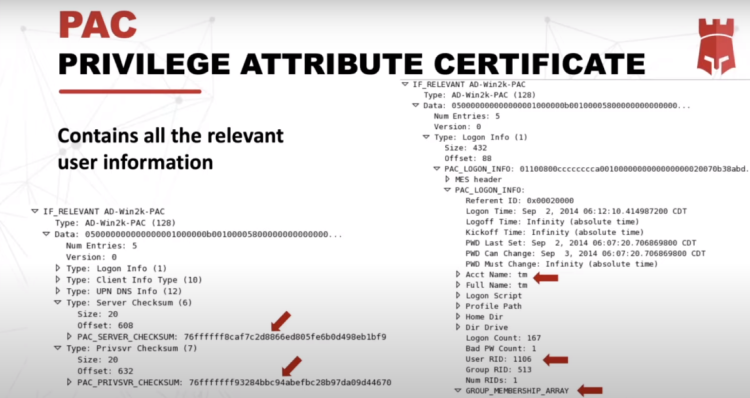 PAC
PRIVILEGE ATTRIBUTE CERTIFICATE
Contains all the relevant
user information
IF_RELEVANT AD-Win2k-PAC
Type: AD-Win2k-PAC (128)
Num Entries: 5
Version: 0
Type: Logon Info (1)
Type: Client Info Type (10)
Type: UPN DNS Info (12)
Type: Server Checksum (6)
Size: 20
Offset: 608
PAC_SERVER_CHECKSUM: 76ffffff8caf7c2d8866ed805fe6b0d498eb1bf9
Type: Privsvr Checksum (7)
Size: 20
Offset: 632
PAC_PRIVSVR_CHECKSUM: 76ffffff93284bbc94abefbc28b97da09d44670
IF_RELEVANT AD-Win2k-PAC
Type: AD-Win2k-PAC (128)
Num Entries: 5
Version: 0
Type: Logon Info (1)
Size: 432
Offset: 88
MES header
PAC_LOGON_INFO:
Referent ID: 0x00020000
Logon Time: Sep 2, 2014 06:12:10.414987200 CDT
Logoff Time: Infinity (absolute time)
Kickoff Time: Infinity (absolute time)
PWD Last Set: Sep 2, 2014 06:07:20.706869800 CDT
PWD Can Change: Sep 3, 2014 06:07:20.706869800 CDT
PWD Must Change: Infinity (absolute time)
Acct Name: tm
Full Name: tm
Logon Script
Profile Path
Home Dir
Dir Drive
Logon Count: 167
Bad PW Count: 1
User RID: 1106
Group RID: 513
Num RIDs: 1
GROUP_MEMBERSHIP_ARRAY